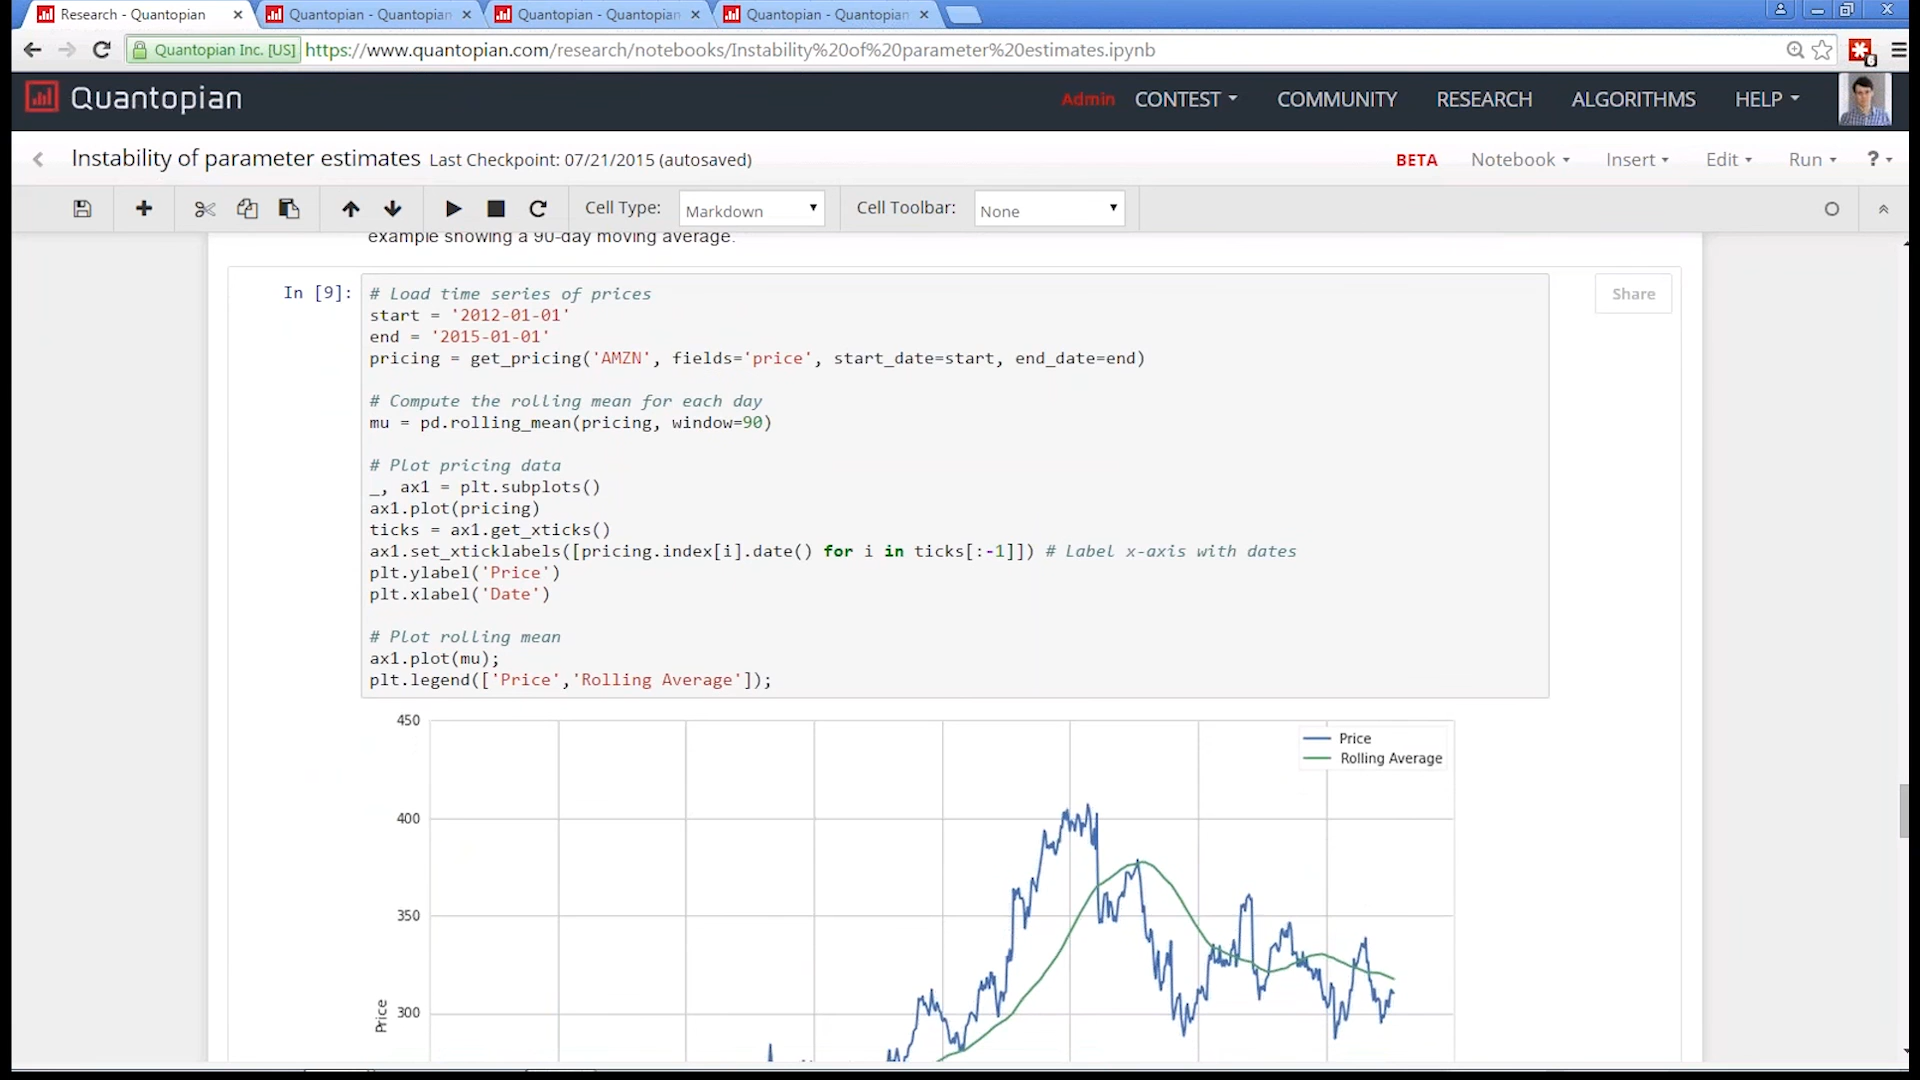 Research - Quantopian
Quantopian - Quantopian
Quantopian - Quantopian
Quantopian - Quantopian
Quantopian Inc. [US] https://www.quantopian.com/research/notebooks/Instability%20of%20parameter%20estimates.ipynb
6
Quantopian
Admin CONTEST COMMUNITY RESEARCH ALGORITHMS HELP
Instability of parameter estimates Last Checkpoint: 07/21/2015 (autosaved)
BETA Notebook Insert Edit Run ?
Cell Type: Markdown Cell Toolbar: None
example showing a 90-day moving average.
In [9]:
Share
# Load time series of prices
start = '2012-01-01'
end = '2015-01-01'
pricing = get_pricing('AMZN', fields='price', start_date=start, end_date=end)
# Compute the rolling mean for each day
mu = pd.rolling_mean(pricing, window=90)
# Plot pricing data
_, ax1 = plt.subplots()
ax1.plot(pricing)
ticks = ax1.get_xticks()
ax1.set_xticklabels([pricing.index[i].date() for i in ticks[:-1]]) # Label x-axis with dates
plt.ylabel('Price')
plt.xlabel('Date')
# Plot rolling mean
ax1.plot(mu);
plt.legend(['Price','Rolling Average']);
450
Price
Rolling Average
400
350
300
Price